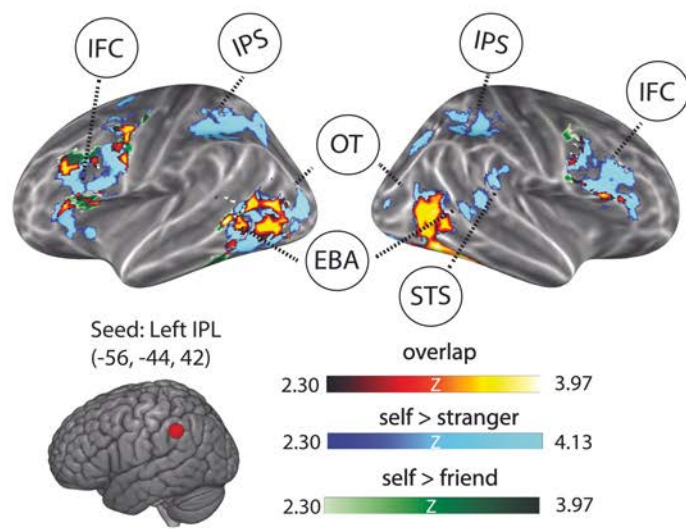 IFC
IPS
IPS
IFC
OT
EBA
STS
Seed: Left IPL
(-56, -44, 42)
overlap
2.30 Z 3.97
self > stranger
2.30 Z 4.13
self > friend
2.30 Z 3.97